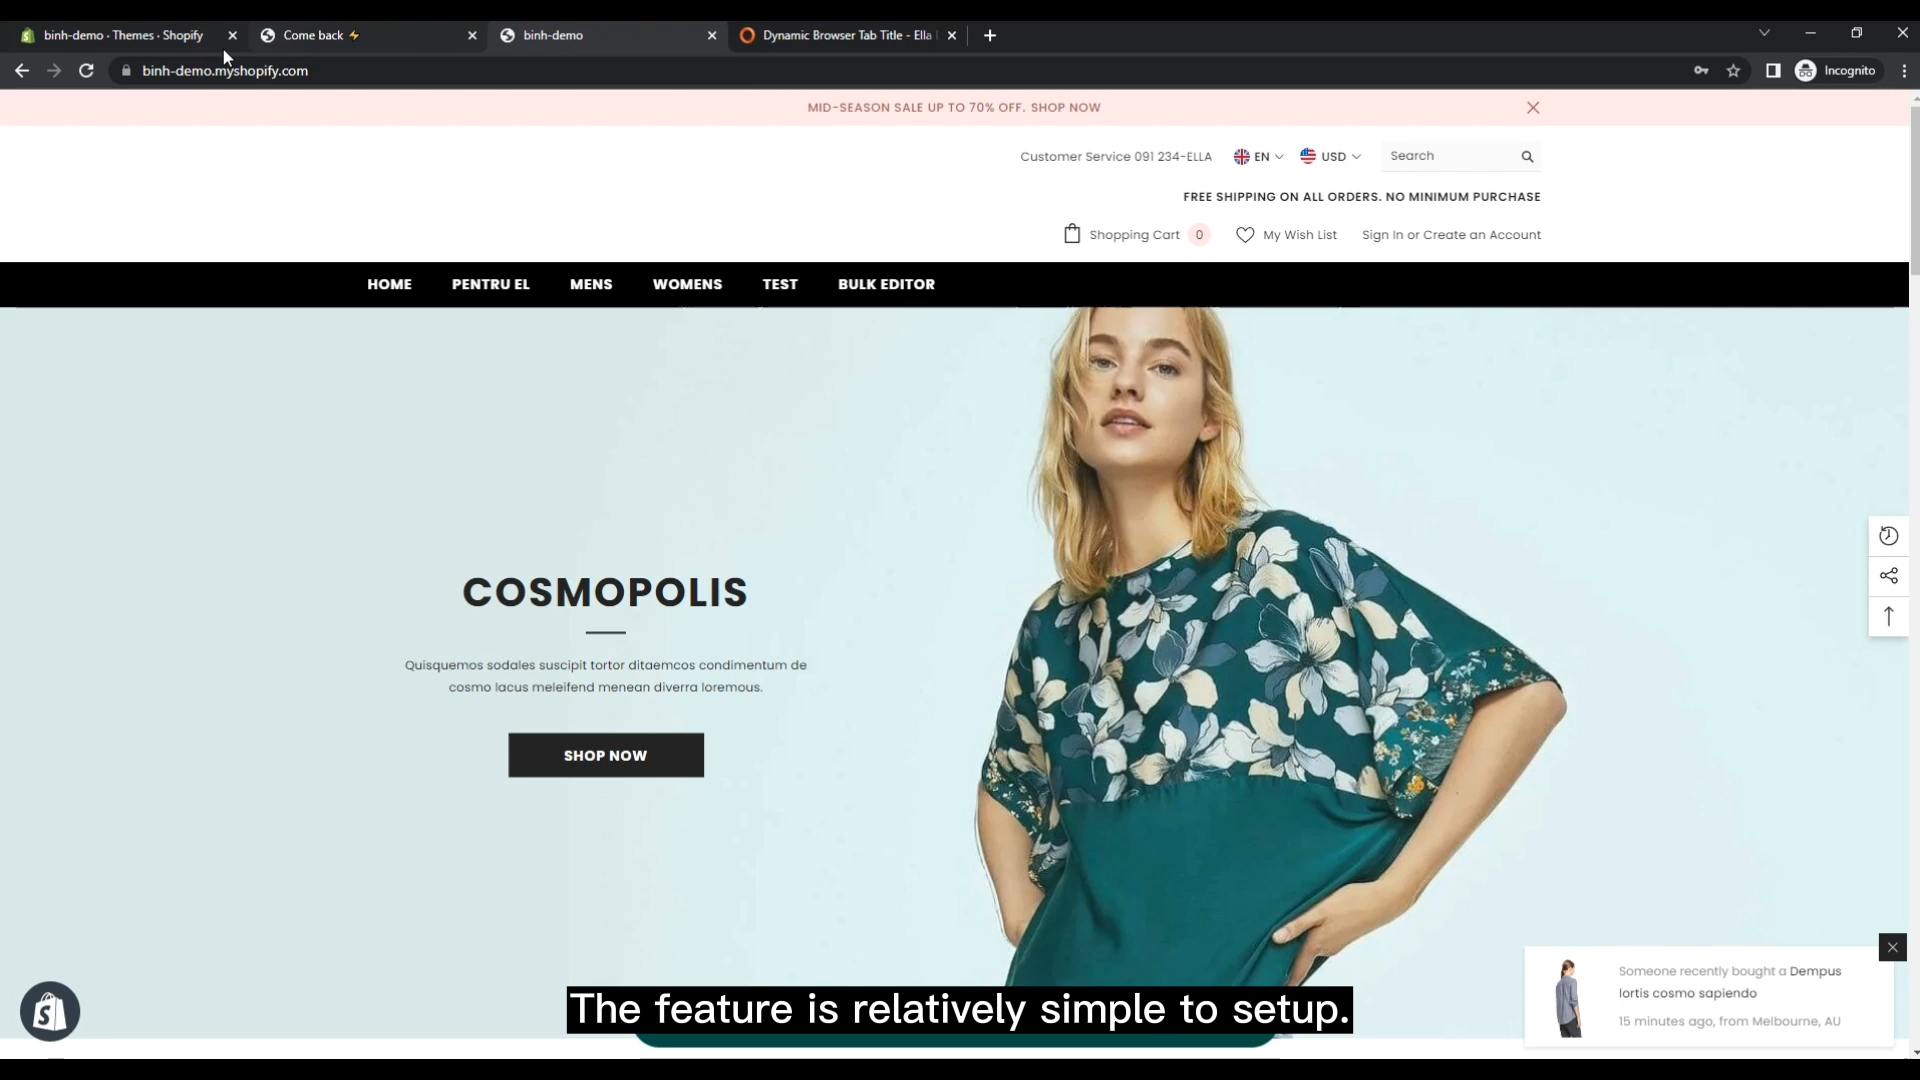 binh-demo · Themes · Shopify
Come back ⚡
binh-demo
Dynamic Browser Tab Title - Ella
binh-demo.myshopify.com
Incognito
MID-SEASON SALE UP TO 70% OFF. SHOP NOW
Customer Service 091 234-ELLA
EN
USD
Search
FREE SHIPPING ON ALL ORDERS. NO MINIMUM PURCHASE
Shopping Cart 0
My Wish List
Sign In or Create an Account
HOME PENTRU EL MENS WOMENS TEST BULK EDITOR
COSMOPOLIS
Quisquemos sodales suscipit tortor ditaemcos condimentum de
cosmo lacus meleifend menean diverra loremous.
SHOP NOW
Someone recently bought a Dempus
lortis cosmo sapiendo
15 minutes ago, from Melbourne, AU
The feature is relatively simple to setup.